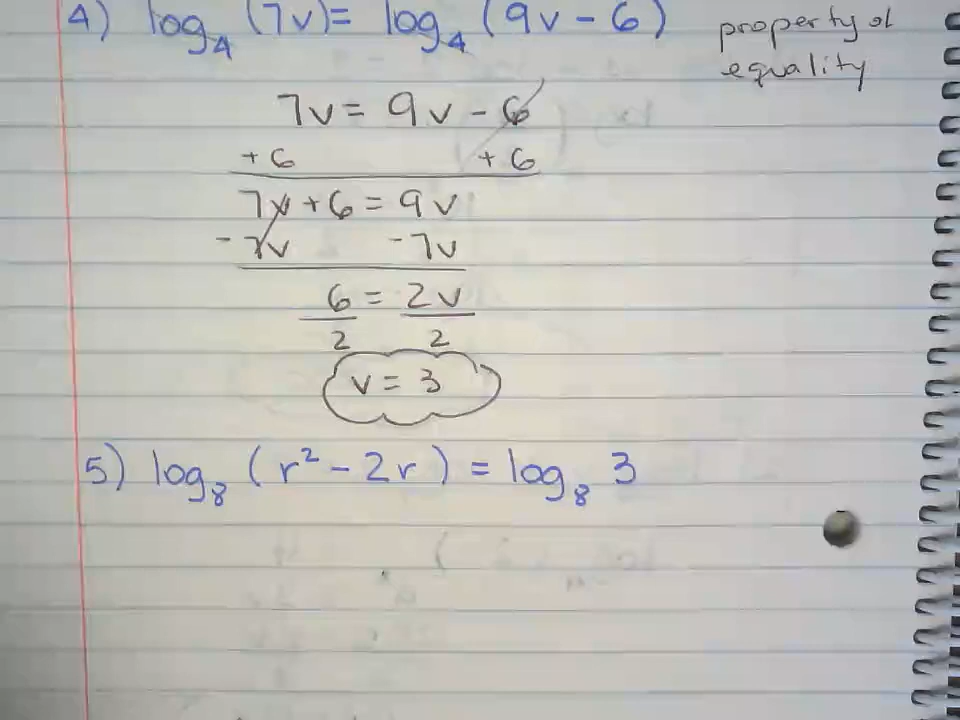 4) log₄ (7v) = log₄ (9v - 6)
property of
equality
7v = 9v - 6
+ 6 + 6
7v + 6 = 9v
- 7v - 7v
6 = 2v
2 2
v = 3
5) log₈ (r² - 2r) = log₈ 3